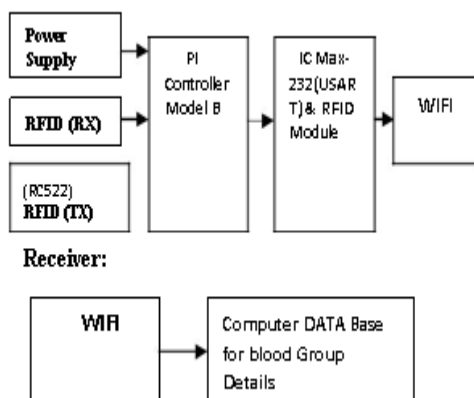 Power
Supply
RFID (RX)
(RC522)
RFID (TX)
PI
Controller
Model B
IC Max-
232(USAR
T)& RFID
Module
WIFI
Receiver:
WIFI
Computer DATA Base
for blood Group
Details